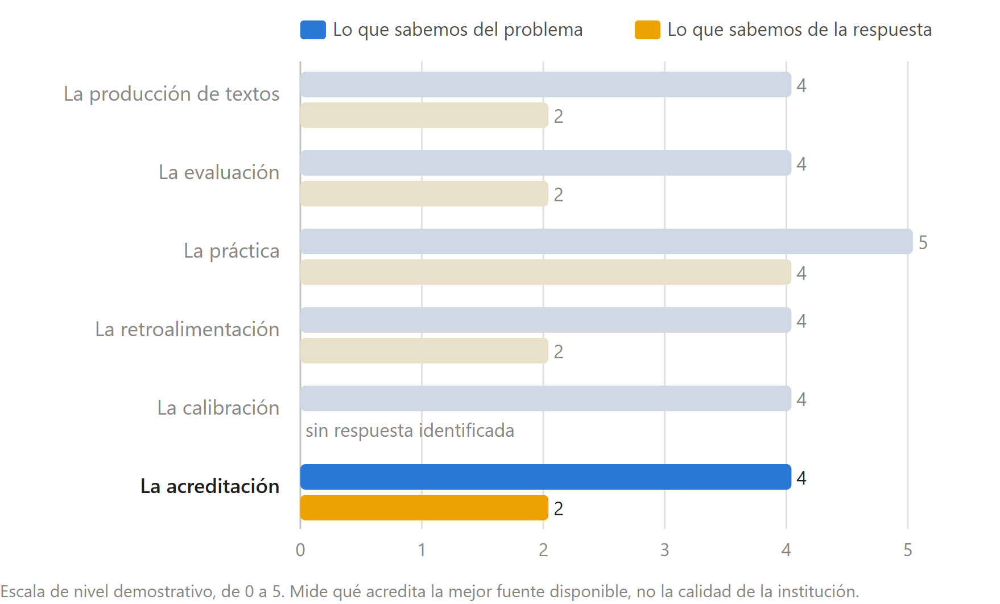 Lo que sabemos del problema
Lo que sabemos de la respuesta
La producción de textos
4
2
La evaluación
4
2
La práctica
5
4
La retroalimentación
4
2
La calibración
4
sin respuesta identificada
La acreditación
4
2
0 1 2 3 4 5
Escala de nivel demostrativo, de 0 a 5. Mide qué acredita la mejor fuente disponible, no la calidad de la institución.